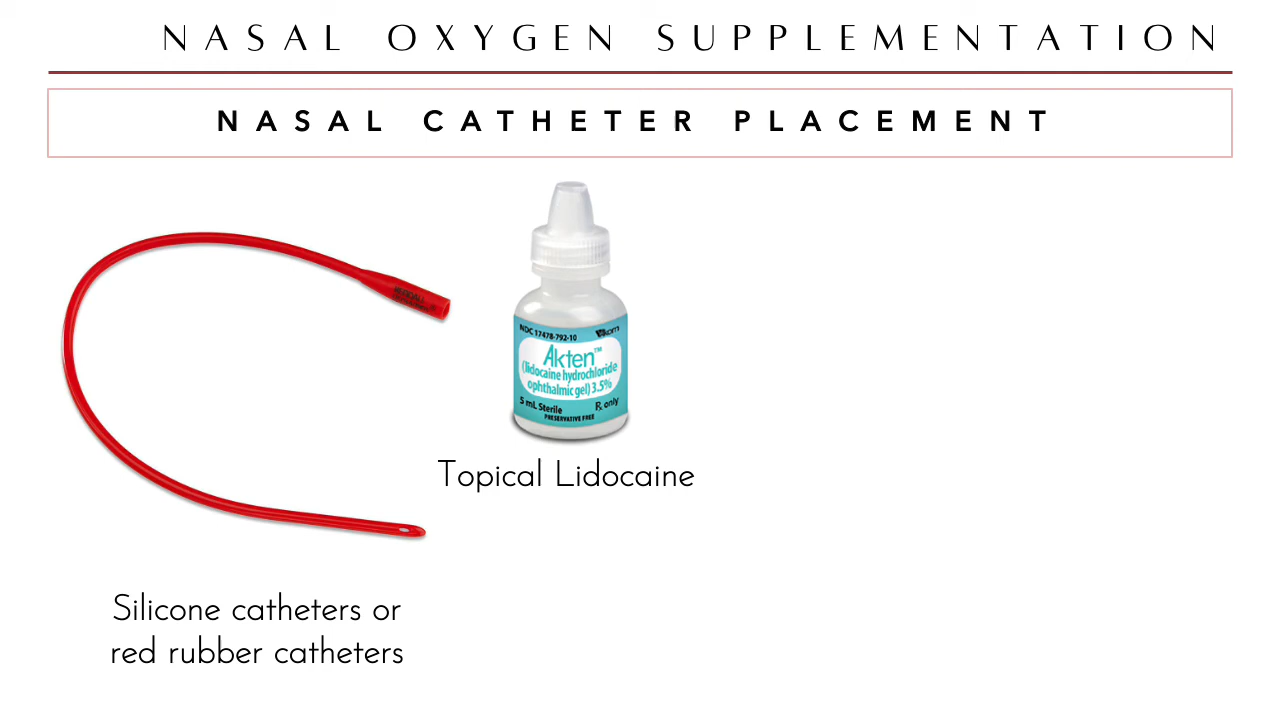 NASAL OXYGEN SUPPLEMENTATION
NASAL CATHETER PLACEMENT
NDC 17478-792-10
Akten™
(lidocaine hydrochloride
ophthalmic gel) 3.5%
5 mL Sterile
Rx only
PRESERVATIVE FREE
Topical Lidocaine
Silicone catheters or
red rubber catheters